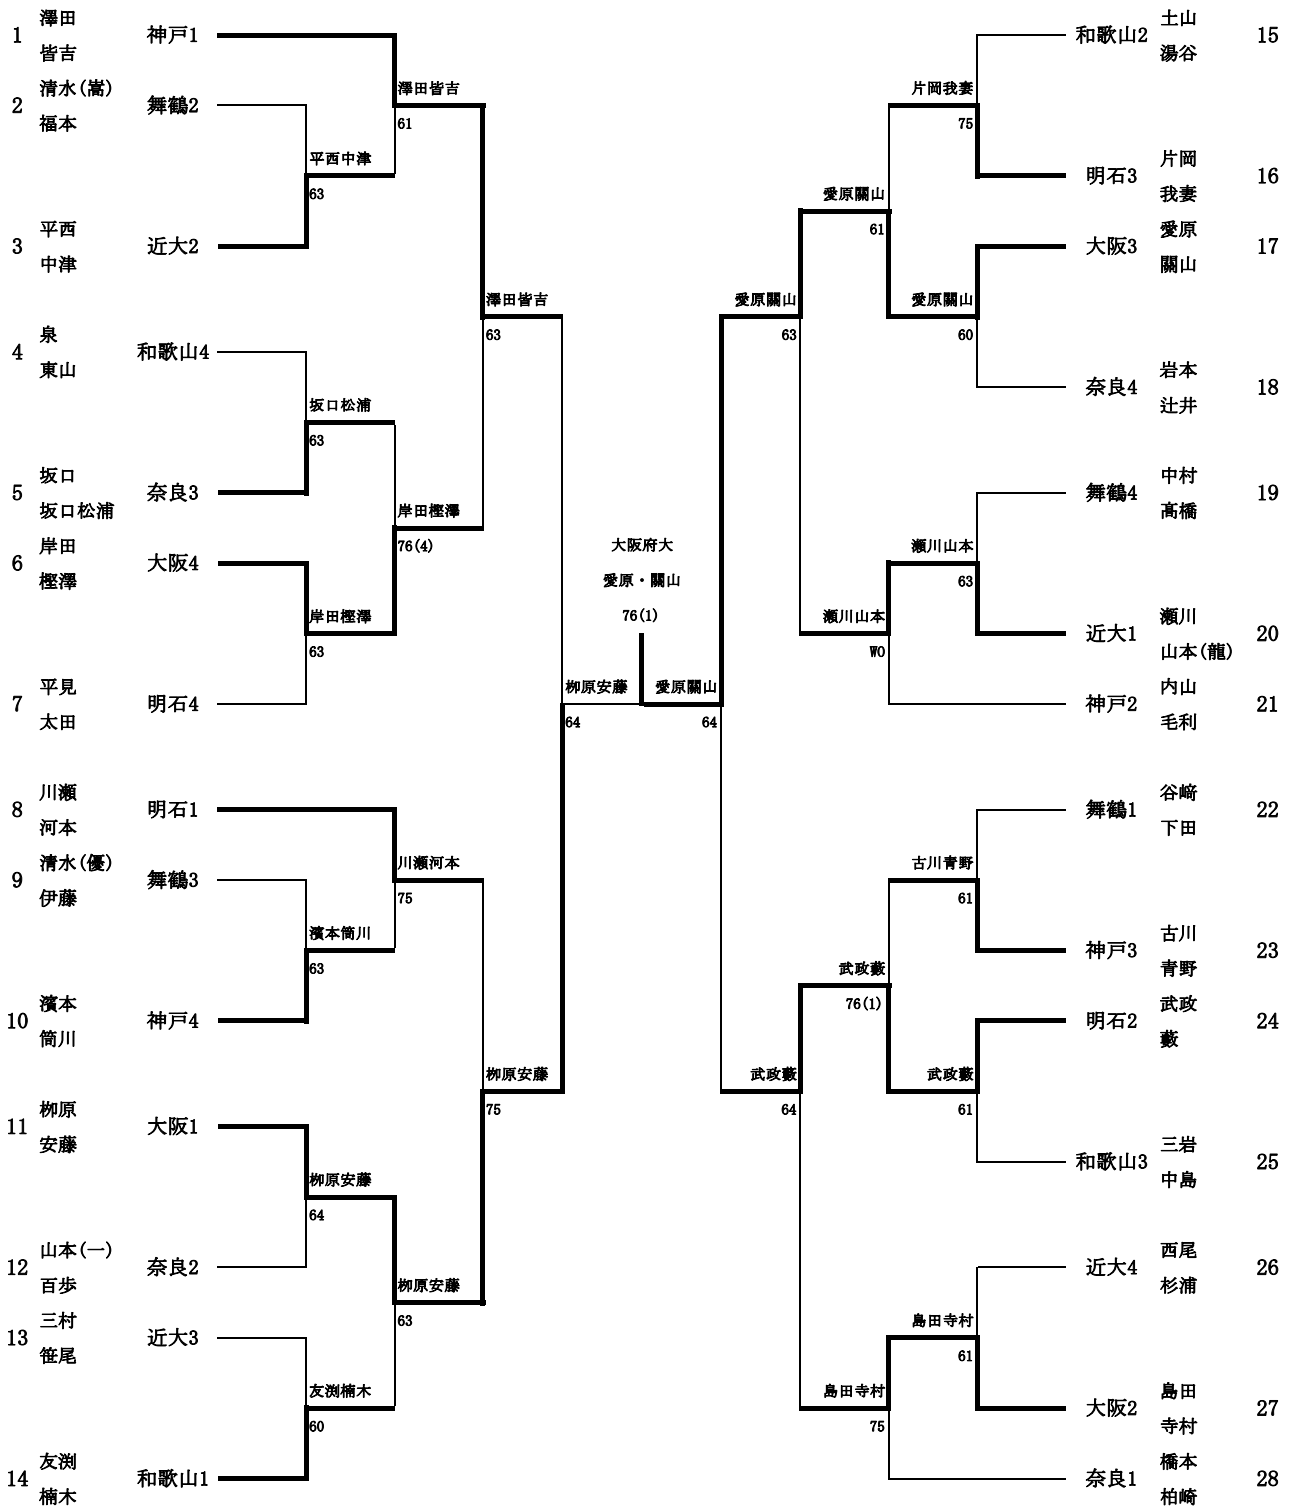 1 澤田 皆吉 神戸1
2 清水(嵩) 福本 舞鶴2
3 平西 中津 近大2
4 泉 東山 和歌山4
5 坂口 坂口松浦 奈良3
6 岸田 樫澤 大阪4
7 平見 太田 明石4
8 川瀬 河本 明石1
9 清水(優) 伊藤 舞鶴3
10 濱本 筒川 神戸4
11 栁原 安藤 大阪1
12 山本(一) 百歩 奈良2
13 三村 笹尾 近大3
14 友渕 楠木 和歌山1
平西中津
63
坂口松浦
63
岸田樫澤
63
濱本筒川
63
栁原安藤
64
友渕楠木
60
澤田皆吉
61
岸田樫澤
76(4)
川瀬河本
75
栁原安藤
63
澤田皆吉
63
栁原安藤
75
栁原安藤
64
大阪府大
愛原・關山
76(1)
愛原關山
64
愛原關山
63
武政藪
64
愛原關山
61
瀬川山本
WO
武政藪
76(1)
島田寺村
75
片岡我妻
75
愛原關山
60
瀬川山本
63
古川青野
61
武政藪
61
島田寺村
61
和歌山2 土山 湯谷 15
明石3 片岡 我妻 16
大阪3 愛原 關山 17
奈良4 岩本 辻井 18
舞鶴4 中村 髙橋 19
近大1 瀬川 山本(龍) 20
神戸2 内山 毛利 21
舞鶴1 谷﨑 下田 22
神戸3 古川 青野 23
明石2 武政 藪 24
和歌山3 三岩 中島 25
近大4 西尾 杉浦 26
大阪2 島田 寺村 27
奈良1 橋本 柏崎 28